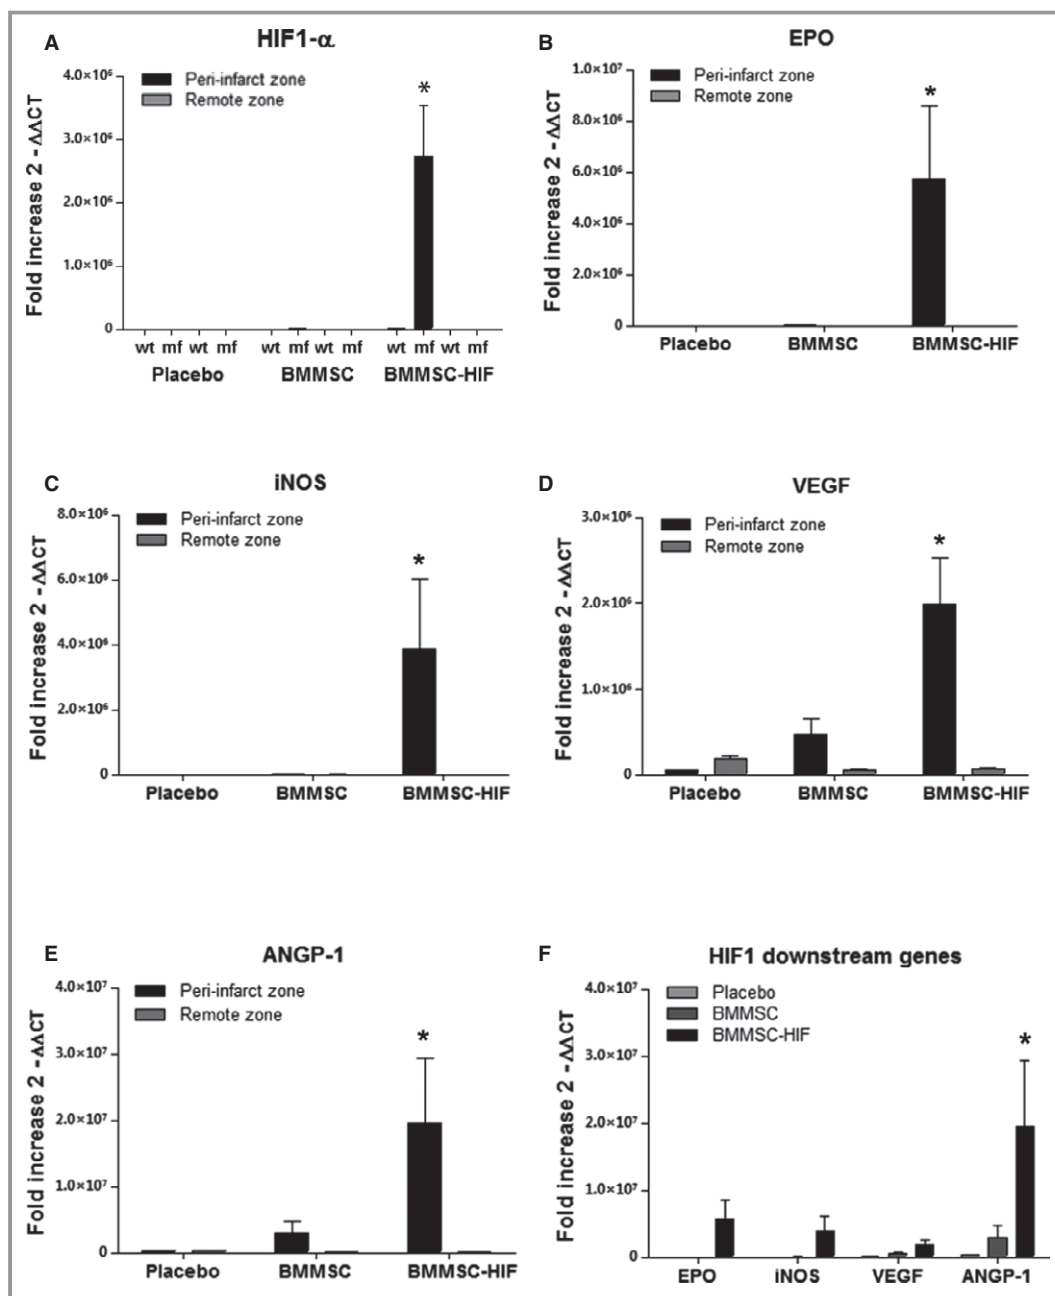 A
HIF1-α
Peri-infarct zone
Remote zone
Fold increase 2 -ΔΔCT
4.0×10⁶
3.0×10⁶
2.0×10⁶
1.0×10⁶
0
wt mf wt mf wt mf wt mf wt mf wt mf
Placebo BMMSC BMMSC-HIF
*
B
EPO
Peri-infarct zone
Remote zone
Fold increase 2 -ΔΔCT
1.0×10⁷
8.0×10⁶
6.0×10⁶
4.0×10⁶
2.0×10⁶
0
Placebo BMMSC BMMSC-HIF
*
C
iNOS
Peri-infarct zone
Remote zone
Fold increase 2 -ΔΔCT
8.0×10⁶
6.0×10⁶
4.0×10⁶
2.0×10⁶
0
Placebo BMMSC BMMSC-HIF
*
D
VEGF
Peri-infarct zone
Remote zone
Fold increase 2 -ΔΔCT
3.0×10⁶
2.0×10⁶
1.0×10⁶
0
Placebo BMMSC BMMSC-HIF
*
E
ANGP-1
Peri-infarct zone
Remote zone
Fold increase 2 -ΔΔCT
4.0×10⁷
3.0×10⁷
2.0×10⁷
1.0×10⁷
0
Placebo BMMSC BMMSC-HIF
*
F
HIF1 downstream genes
Placebo
BMMSC
BMMSC-HIF
Fold increase 2 -ΔΔCT
4.0×10⁷
3.0×10⁷
2.0×10⁷
1.0×10⁷
0
EPO iNOS VEGF ANGP-1
*